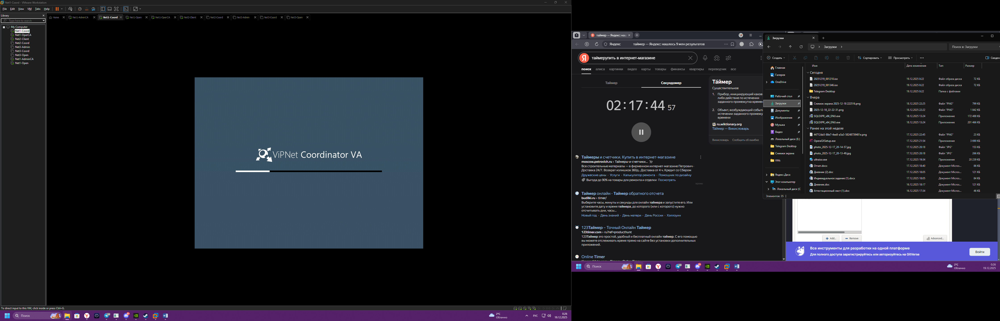 Net1-Coord - VMware Workstation
File Edit View VM Tabs Help
Library
Type here to search
My Computer
Net1-Coord
Net1-OperCA
Net2-Client
Net2-Coord
Net3-Admin
Net3-Coord
Net3-Open
Net1-AdminCA
Net1-Open
Home
Net1-AdminCA
Net1-Coord
Net1-Open
Net1-OperCA
Net2-Client
Net2-Coord
Net3-Admin
Net3-Coord
Net3-Open
ViPNet Coordinator VA
To direct input to this VM, click inside or press Ctrl+G.
Поиск
2°C
Облачно
РУС
0:26
19.12.2025
1
таймер — Яндекс: наш
Яндекс
таймер — Яндекс: нашлось 9 млн результатов
таймерупить в интернет-магазине
поиск алиса картинки видео карты товары финансы квартиры переводчик все
Таймер
Секундомер
02:17:44 57
Та́ймер
Существительное
1. Прибор, инициирующий какое-
либо действие по истечении
заданного промежутка времен
2. Объект, возбуждающий событи
истечении заданного промежу
времени
ru.wiktionary.org
Та́ймер — Викисловарь
Викисловарь Сообщить об ошибке
Таймеры и счетчики. Купить в интернет-магазине
moscow.petrovich.ru › Таймеры-и-счетчики...
Все строительные материалы — в фирменном интернет-магазине Петрович ·
Доставка 24/7. Возврат излишков 360д.. Доставка от 4 ч. Кредит со Сбером
Дружеские цены · Услуги · Калькулятор ремонта · Помощник по дизайну
Выгода до 90% на товары для ремонта и отделки Посмотреть
промо
Таймер онлайн - Таймер обратного отсчета
budilki.ru › timer/
Выберите часы, минуты и секунды для онлайн таймера и запустите его. Или
установите дату и время таймера, до которого (или с которого) нужно
отсчитывать дни, часы...
Новый год · День знаний · День матери · День России · Хэллоуин
123Таймер – Точный Онлайн Таймер
123timer.com › ru?ref=producthunt
123Таймер это простой, удобный и бесплатный онлайн таймер. С его помощью
вы можете отслеживать время прямо на сайте без установки дополнительных
приложений.
Online Timer
Загрузки
Загрузки
Поиск в: Загрузки
Создать
Сортировать
Просмотреть
Сведен
Главная
Галерея
OneDrive
Рабочий стол
Загрузки
Документы
Изображения
Музыка
Видео
Локальный диск (E:)
Telegram Desktop
Снимки экрана
VMs
Яндекс.Диск
Этот компьютер
Локальный диск (C
Имя Дата изменения Тип Размер
Сегодня
20251219_001210.iso 19.12.2025 0:22 Файл образа диска 72 КБ
20251219_001346.iso 19.12.2025 0:22 Файл образа диска 72 КБ
Telegram Desktop 19.12.2025 0:22 Папка с файлами
Вчера
Снимок экрана 2025-12-18 222516.png 18.12.2025 22:25 Файл "PNG" 799 КБ
2025-12-18_22-22-31.png 18.12.2025 22:22 Файл "PNG" 1 842 КБ
SQLEXPR_x86_ENU.exe 18.12.2025 13:24 Приложение 172 488 КБ
SQLEXPR_x64_ENU.exe 18.12.2025 13:24 Приложение 201 466 КБ
Ранее на этой неделе
44712da5-88e7-4ee8-a5a3-58248739481e.png 17.12.2025 22:45 Файл "PNG" 23 КБ
OperaGXSetup.exe 17.12.2025 21:54 Приложение 3 690 КБ
photo_2025-12-17_20-14-57.jpg 17.12.2025 20:18 Файл "JPG" 153 КБ
photo_2025-12-17_20-13-49.jpg 17.12.2025 20:18 Файл "JPG" 266 КБ
ultraiso.exe 17.12.2025 19:34 Приложение 20 239 КБ
Отчет.docx 17.12.2025 18:40 Документ Micros... 86 КБ
Дневник (2).doc 17.12.2025 18:05 Документ Micros... 121 КБ
Индивидуальное задание (1).docx 17.12.2025 18:05 Документ Micros... 84 КБ
Дневник.doc 16.12.2025 18:17 Документ Micros... 121 КБ
Аттестационный лист (1).doc 16.12.2025 17:34 Документ Micros... 46 КБ
Элементов: 35
Add... Remove Advanced...
Все инструменты для разработки на одной платформе
Для полного доступа зарегистрируйтесь или авторизуйтесь на GitVerse
Войти
Поиск
2°C
Облачно
0:26
19.12.2025